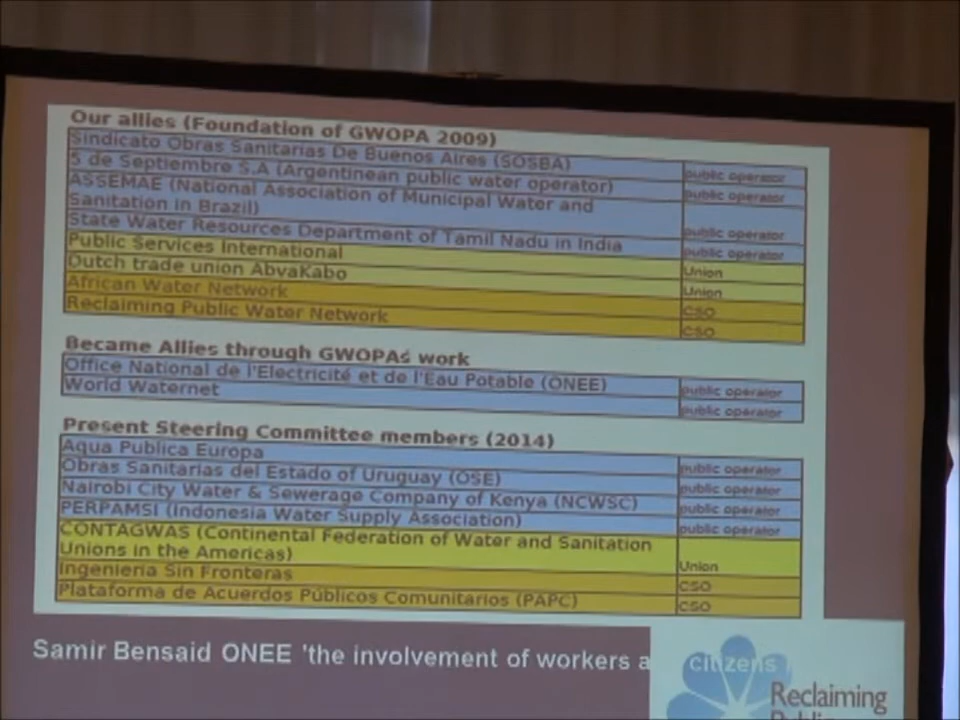 Our allies (Foundation of GWOPA 2009)
Sindicato Obras Sanitarias De Buenos Aires (SOSBA) public operator
5 de Septiembre S.A (Argentinean public water operator) public operator
ASSEMAE (National Association of Municipal Water and
Sanitation in Brazil) public operator
State Water Resources Department of Tamil Nadu in India public operator
Public Services International Union
Dutch trade union AbvaKabo Union
African Water Network CSO
Reclaiming Public Water Network CSO
Became Allies through GWOPAs work
Office National de l'Electricité et de l'Eau Potable (ONEE) public operator
World Waternet public operator
Present Steering Committee members (2014)
Aqua Publica Europa public operator
Obras Sanitarias del Estado of Uruguay (OSE) public operator
Nairobi City Water & Sewerage Company of Kenya (NCWSC) public operator
PERPAMSI (Indonesia Water Supply Association) public operator
CONTAGWAS (Continental Federation of Water and Sanitation
Unions in the Americas) Union
Ingenieria Sin Fronteras CSO
Plataforma de Acuerdos Públicos Comunitarios (PAPC) CSO
Samir Bensaid ONEE 'the involvement of workers a citizens
Reclaiming